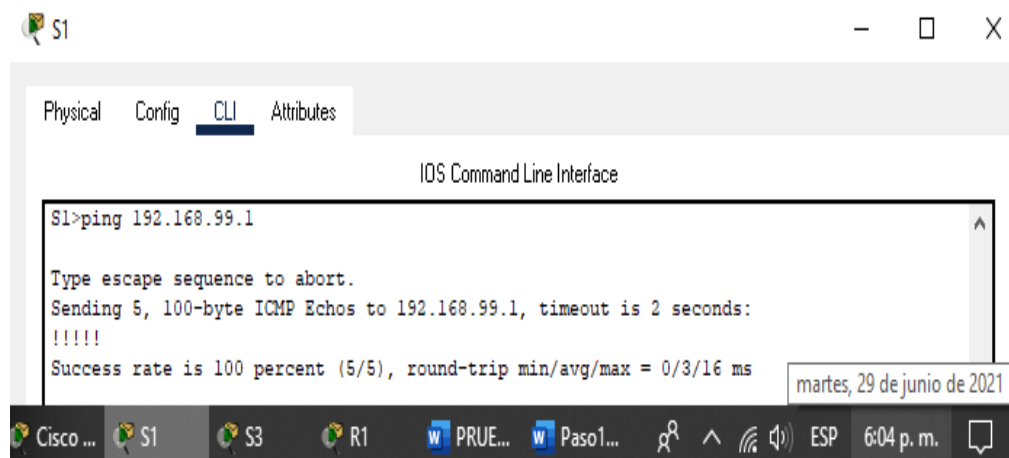 S1
Physical Config CLI Attributes
IOS Command Line Interface
S1>ping 192.168.99.1
Type escape sequence to abort.
Sending 5, 100-byte ICMP Echos to 192.168.99.1, timeout is 2 seconds:
!!!!!
Success rate is 100 percent (5/5), round-trip min/avg/max = 0/3/16 ms
martes, 29 de junio de 2021
Cisco ... S1 S3 R1 PRUE... Paso1... ESP 6:04 p. m.